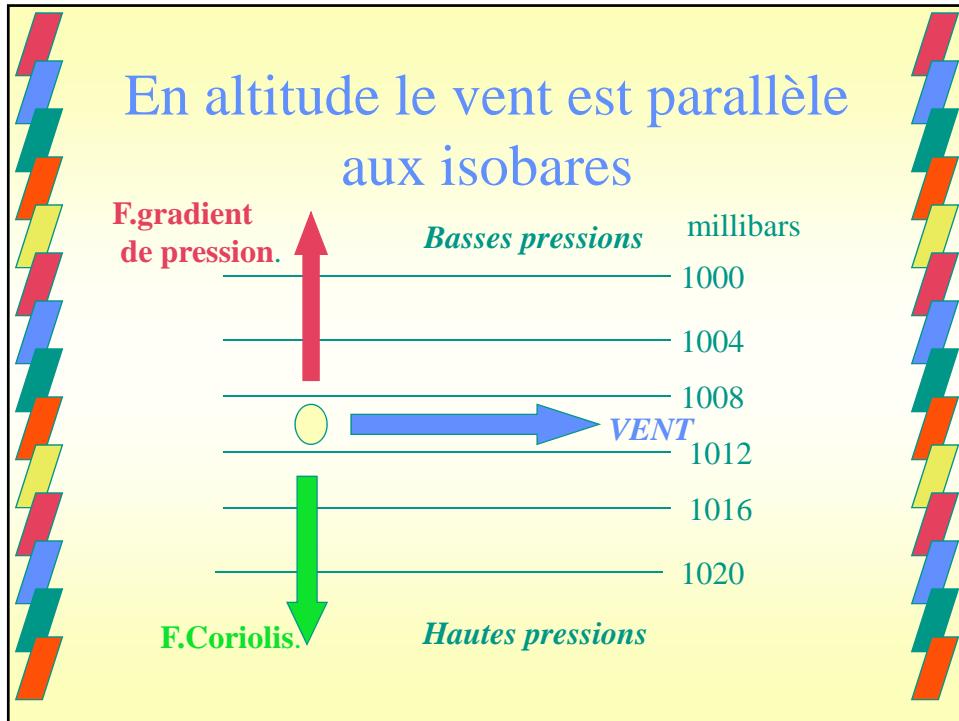 En altitude le vent est parallèle
aux isobares
F.gradient
de pression.
Basses pressions
millibars
1000
1004
1008
VENT
1012
1016
1020
F.Coriolis.
Hautes pressions